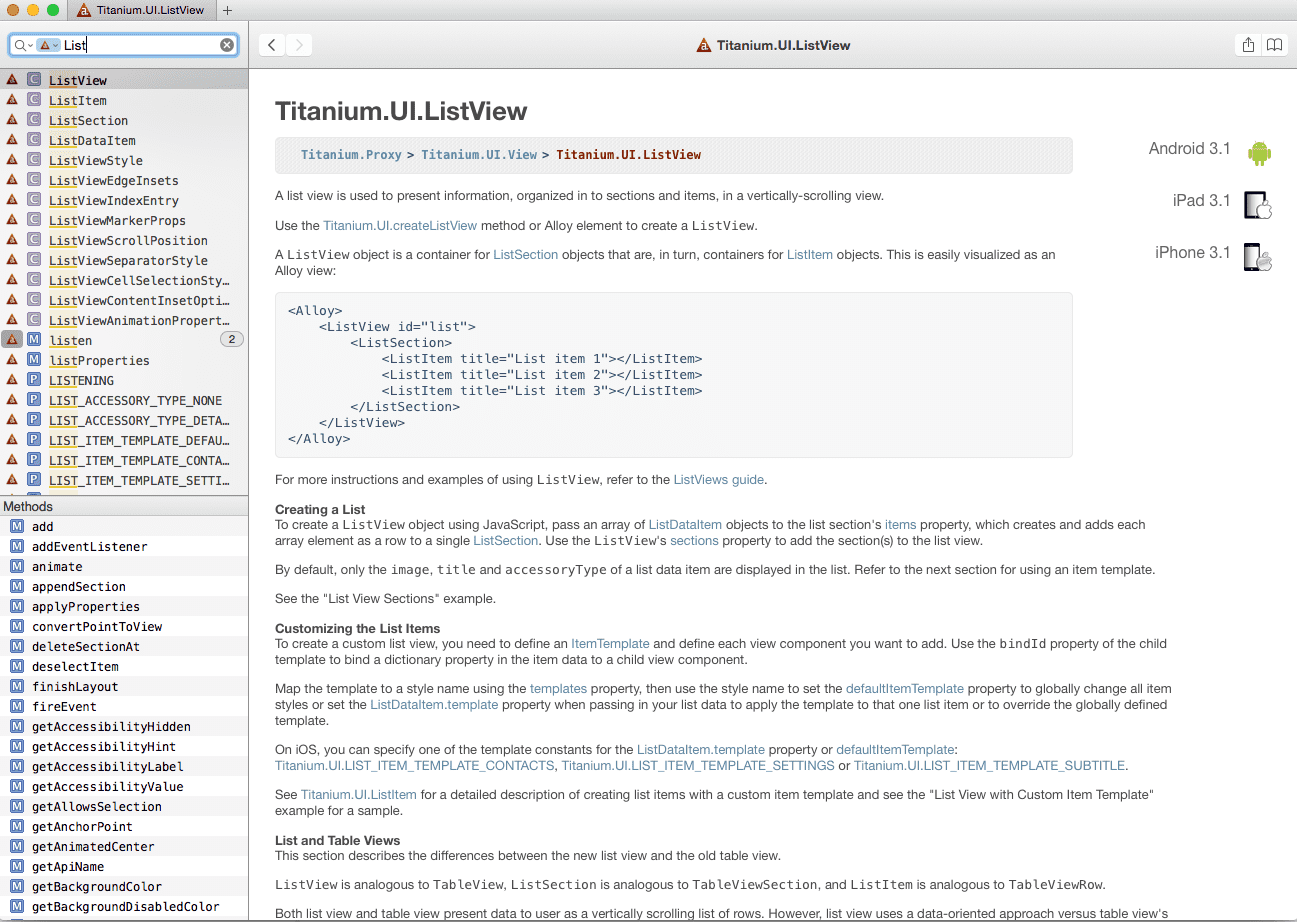 Titanium.UI.ListView
List
Titanium.UI.ListView
ListView
ListItem
ListSection
ListDataItem
ListViewStyle
ListViewEdgeInsets
ListViewIndexEntry
ListViewMarkerProps
ListViewScrollPosition
ListViewSeparatorStyle
ListViewCellSelectionSty…
ListViewContentInsetOpti…
ListViewAnimationPropert…
listen 2
listProperties
LISTENING
LIST_ACCESSORY_TYPE_NONE
LIST_ACCESSORY_TYPE_DETA…
LIST_ITEM_TEMPLATE_DEFAU…
LIST_ITEM_TEMPLATE_CONTA…
LIST_ITEM_TEMPLATE_SETTI…
Methods
add
addEventListener
animate
appendSection
applyProperties
convertPointToView
deleteSectionAt
deselectItem
finishLayout
fireEvent
getAccessibilityHidden
getAccessibilityHint
getAccessibilityLabel
getAccessibilityValue
getAllowsSelection
getAnchorPoint
getAnimatedCenter
getApiName
getBackgroundColor
getBackgroundDisabledColor
Titanium.UI.ListView
Titanium.Proxy > Titanium.UI.View > Titanium.UI.ListView
Android 3.1
iPad 3.1
iPhone 3.1
A list view is used to present information, organized in to sections and items, in a vertically-scrolling view.
Use the Titanium.UI.createListView method or Alloy element to create a ListView.
A ListView object is a container for ListSection objects that are, in turn, containers for ListItem objects. This is easily visualized as an
Alloy view:
<Alloy>
<ListView id="list">
<ListSection>
<ListItem title="List item 1"></ListItem>
<ListItem title="List item 2"></ListItem>
<ListItem title="List item 3"></ListItem>
</ListSection>
</ListView>
</Alloy>
For more instructions and examples of using ListView, refer to the ListViews guide.
Creating a List
To create a ListView object using JavaScript, pass an array of ListDataItem objects to the list section's items property, which creates and adds each
array element as a row to a single ListSection. Use the ListView's sections property to add the section(s) to the list view.
By default, only the image, title and accessoryType of a list data item are displayed in the list. Refer to the next section for using an item template.
See the "List View Sections" example.
Customizing the List Items
To create a custom list view, you need to define an ItemTemplate and define each view component you want to add. Use the bindId property of the child
template to bind a dictionary property in the item data to a child view component.
Map the template to a style name using the templates property, then use the style name to set the defaultItemTemplate property to globally change all item
styles or set the ListDataItem.template property when passing in your list data to apply the template to that one list item or to override the globally defined
template.
On iOS, you can specify one of the template constants for the ListDataItem.template property or defaultItemTemplate:
Titanium.UI.LIST_ITEM_TEMPLATE_CONTACTS, Titanium.UI.LIST_ITEM_TEMPLATE_SETTINGS or Titanium.UI.LIST_ITEM_TEMPLATE_SUBTITLE.
See Titanium.UI.ListItem for a detailed description of creating list items with a custom item template and see the "List View with Custom Item Template"
example for a sample.
List and Table Views
This section describes the differences between the new list view and the old table view.
ListView is analogous to TableView, ListSection is analogous to TableViewSection, and ListItem is analogous to TableViewRow.
Both list view and table view present data to user as a vertically scrolling list of rows. However, list view uses a data-oriented approach versus table view's